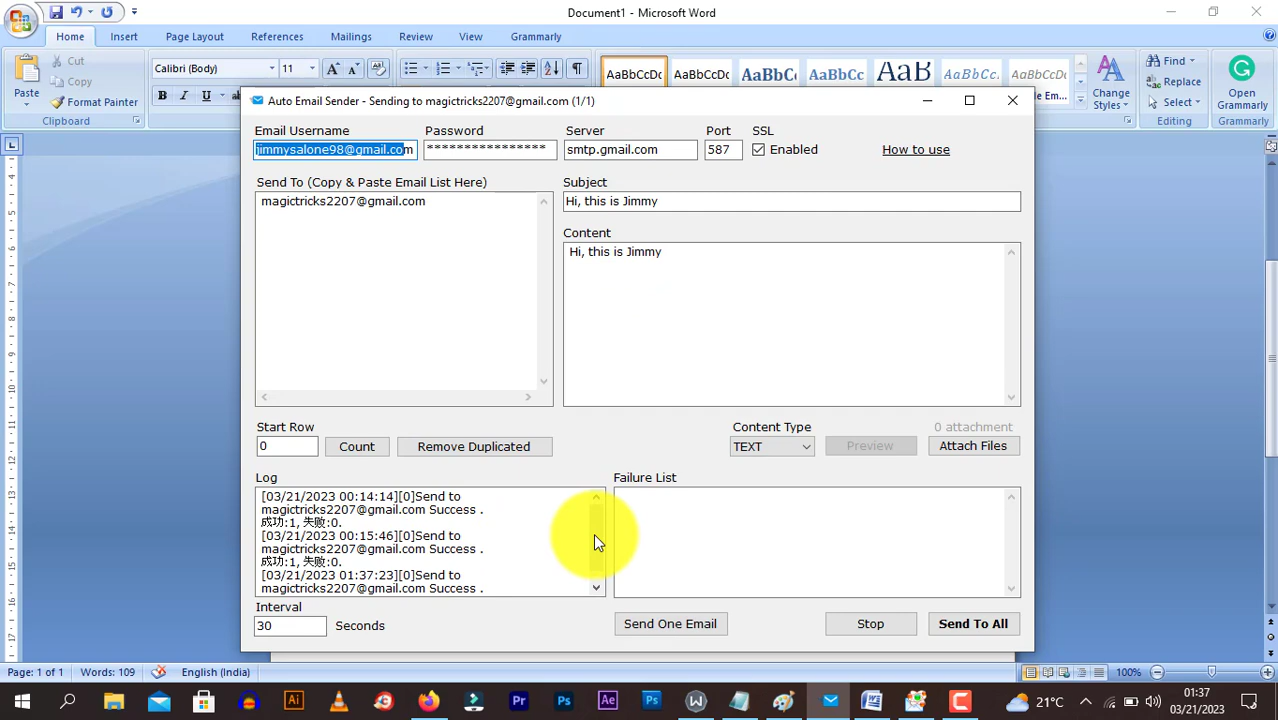 Document1 - Microsoft Word
Home Insert Page Layout References Mailings Review View Grammarly
Paste
Cut
Copy
Format Painter
Clipboard
Calibri (Body) 11
B I U
AaBbCcDc AaBbCcDc AaBbC AaBbCc AaB AaBbCc. AaBbCcDc
Change Styles
Find
Replace
Select
Editing
Open Grammarly
Grammarly
Auto Email Sender - Sending to magictricks2207@gmail.com (1/1)
Email Username Password Server Port SSL
jimmysalone98@gmail.com **************** smtp.gmail.com 587 Enabled How to use
Send To (Copy & Paste Email List Here) Subject
magictricks2207@gmail.com Hi, this is Jimmy
Content
Hi, this is Jimmy
Start Row Content Type 0 attachment
0 Count Remove Duplicated TEXT Preview Attach Files
Log Failure List
[03/21/2023 00:14:14][0]Send to
magictricks2207@gmail.com Success .
成功:1, 失败:0.
[03/21/2023 00:15:46][0]Send to
magictricks2207@gmail.com Success .
成功:1, 失败:0.
[03/21/2023 01:37:23][0]Send to
magictricks2207@gmail.com Success .
Interval
30 Seconds Send One Email Stop Send To All
Page: 1 of 1 Words: 109 English (India) 100%
21°C 01:37
03/21/2023